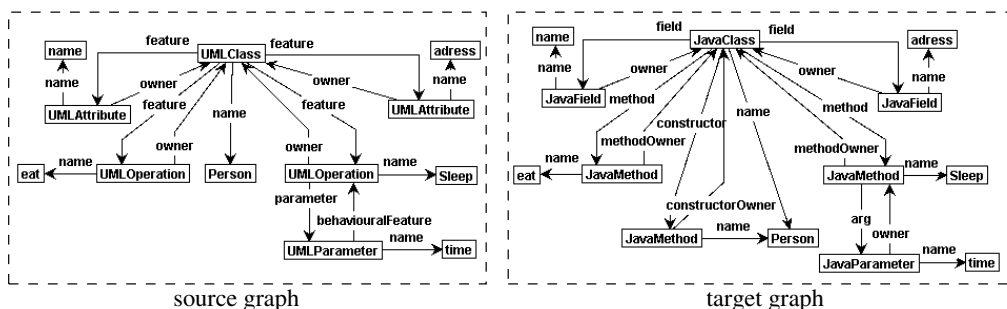 name
feature
UMLClass
feature
adress
name
owner
owner
name
UMLAttribute
feature
feature
UMLAttribute
name
owner
name
owner
name
eat
UMLOperation
Person
UMLOperation
Sleep
parameter
behaviouralFeature
name
UMLParameter
time
source graph
field
field
name
JavaClass
adress
name
owner
owner
name
JavaField
method
name
method
JavaField
constructor
methodOwner
methodOwner
name
name
eat
JavaMethod
JavaMethod
Sleep
constructorOwner
arg
name
owner
JavaMethod
Person
name
JavaParameter
time
target graph